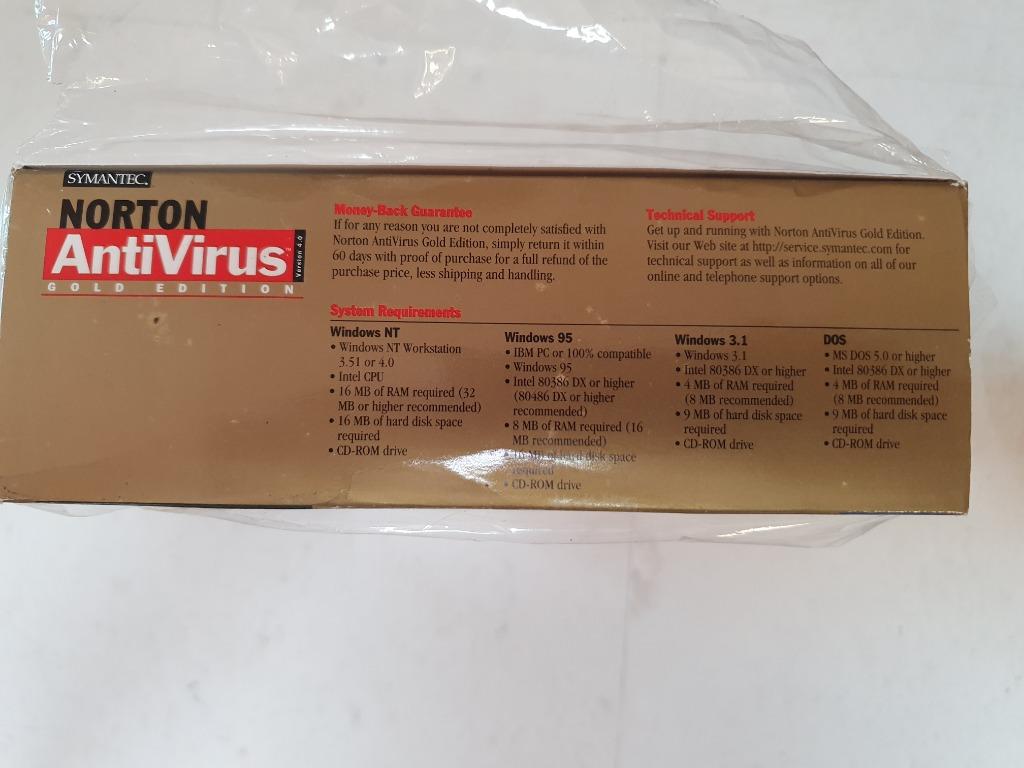 SYMANTEC.
NORTON
AntiVirus
Version 4.0
GOLD EDITION
Money-Back Guarantee
If for any reason you are not completely satisfied with
Norton AntiVirus Gold Edition, simply return it within
60 days with proof of purchase for a full refund of the
purchase price, less shipping and handling.
Technical Support
Get up and running with Norton AntiVirus Gold Edition.
Visit our Web site at http://service.symantec.com for
technical support as well as information on all of our
online and telephone support options.
System Requirements
Windows NT
• Windows NT Workstation
3.51 or 4.0
• Intel CPU
• 16 MB of RAM required (32
MB or higher recommended)
• 16 MB of hard disk space
required
• CD-ROM drive
Windows 95
• IBM PC or 100% compatible
• Windows 95
• Intel 80386 DX or higher
(80486 DX or higher
recommended)
• 8 MB of RAM required (16
MB recommended)
• 16 MB of hard disk space
required
• CD-ROM drive
Windows 3.1
• Windows 3.1
• Intel 80386 DX or higher
• 4 MB of RAM required
(8 MB recommended)
• 9 MB of hard disk space
required
• CD-ROM drive
DOS
• MS DOS 5.0 or higher
• Intel 80386 DX or higher
• 4 MB of RAM required
(8 MB recommended)
• 9 MB of hard disk space
required
• CD-ROM drive